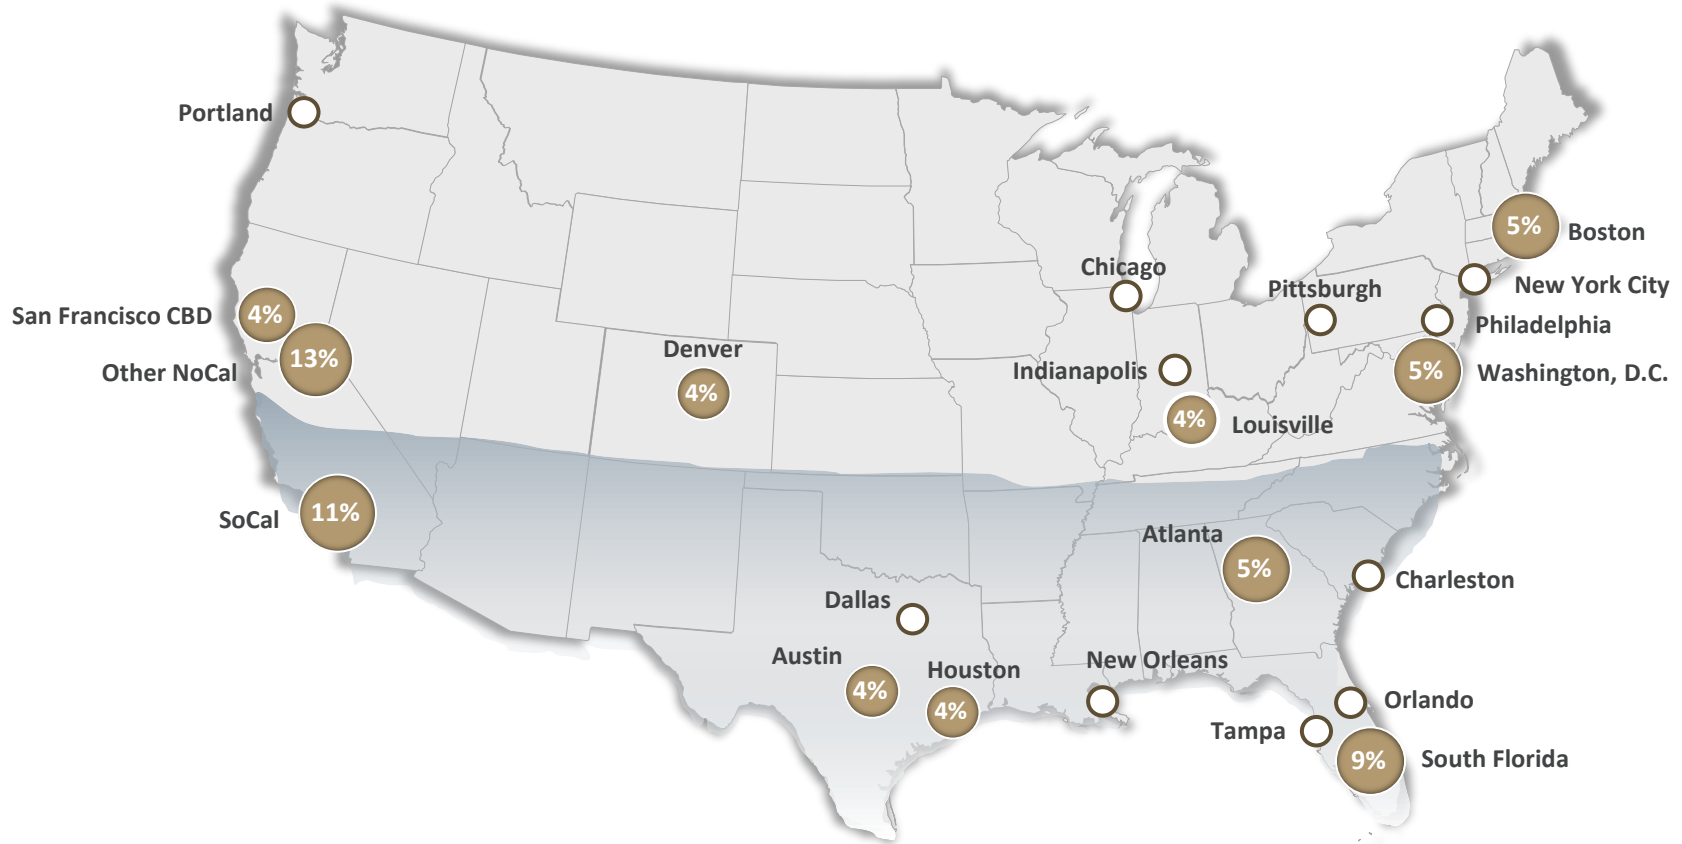 Portland
5%
Boston
Chicago
New York City
Pittsburgh
San Francisco CBD
4%
Philadelphia
13%
Other NoCal
Denver
4%
Indianapolis
5%
Washington, D.C.
4%
Louisville
SoCal
11%
Atlanta
5%
Charleston
Dallas
Austin
4%
Houston
4%
New Orleans
Orlando
Tampa
9%
South Florida